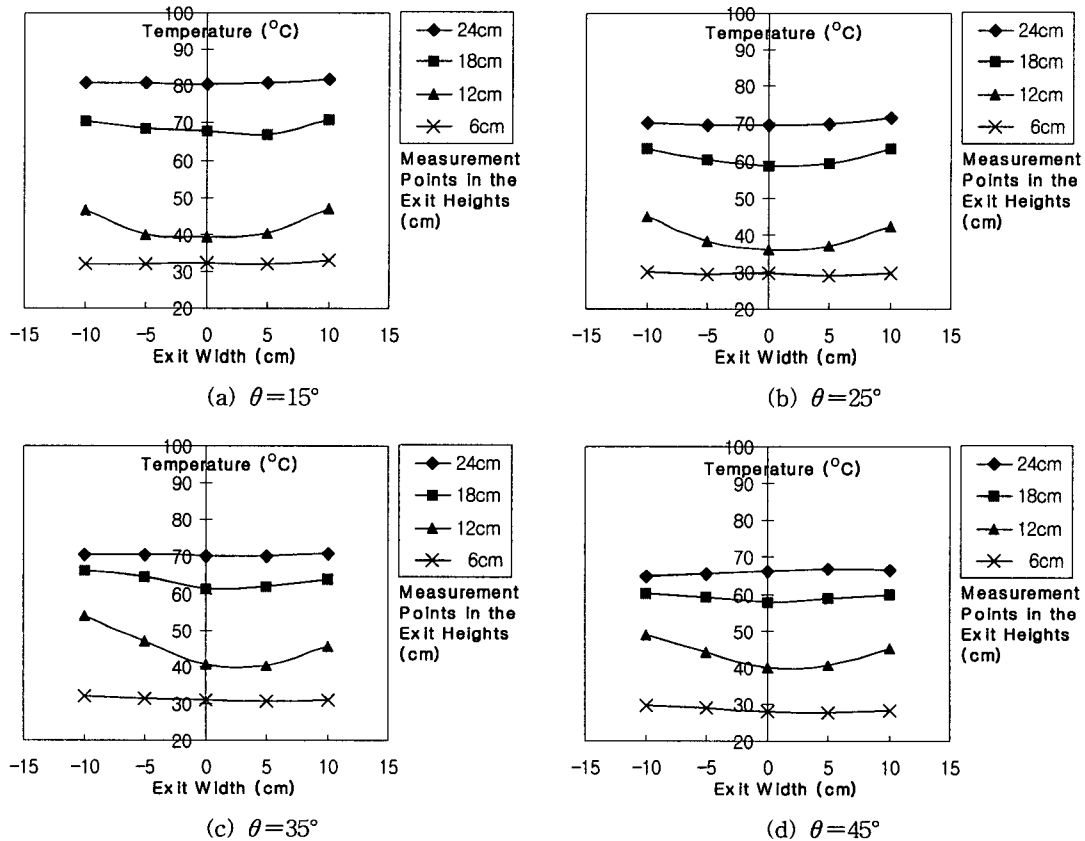 100
Temperature (°C)
90
80
70
60
50
40
30
20
-15 -10 -5 0 5 10 15
Exit Width (cm)
24cm
18cm
12cm
6cm
Measurement
Points in the
Exit Heights
(cm)
(a) θ=15°
100
Temperature (°C)
90
80
70
60
50
40
30
20
-15 -10 -5 0 5 10 15
Exit Width (cm)
24cm
18cm
12cm
6cm
Measurement
Points in the
Exit Heights
(cm)
(b) θ=25°
100
Temperature (°C)
90
80
70
60
50
40
30
20
-15 -10 -5 0 5 10 15
Exit Width (cm)
24cm
18cm
12cm
6cm
Measurement
Points in the
Exit Heights
(cm)
(c) θ=35°
100
Temperature (°C)
90
80
70
60
50
40
30
20
-15 -10 -5 0 5 10 15
Exit Width (cm)
24cm
18cm
12cm
6cm
Measurement
Points in the
Exit Heights
(cm)
(d) θ=45°